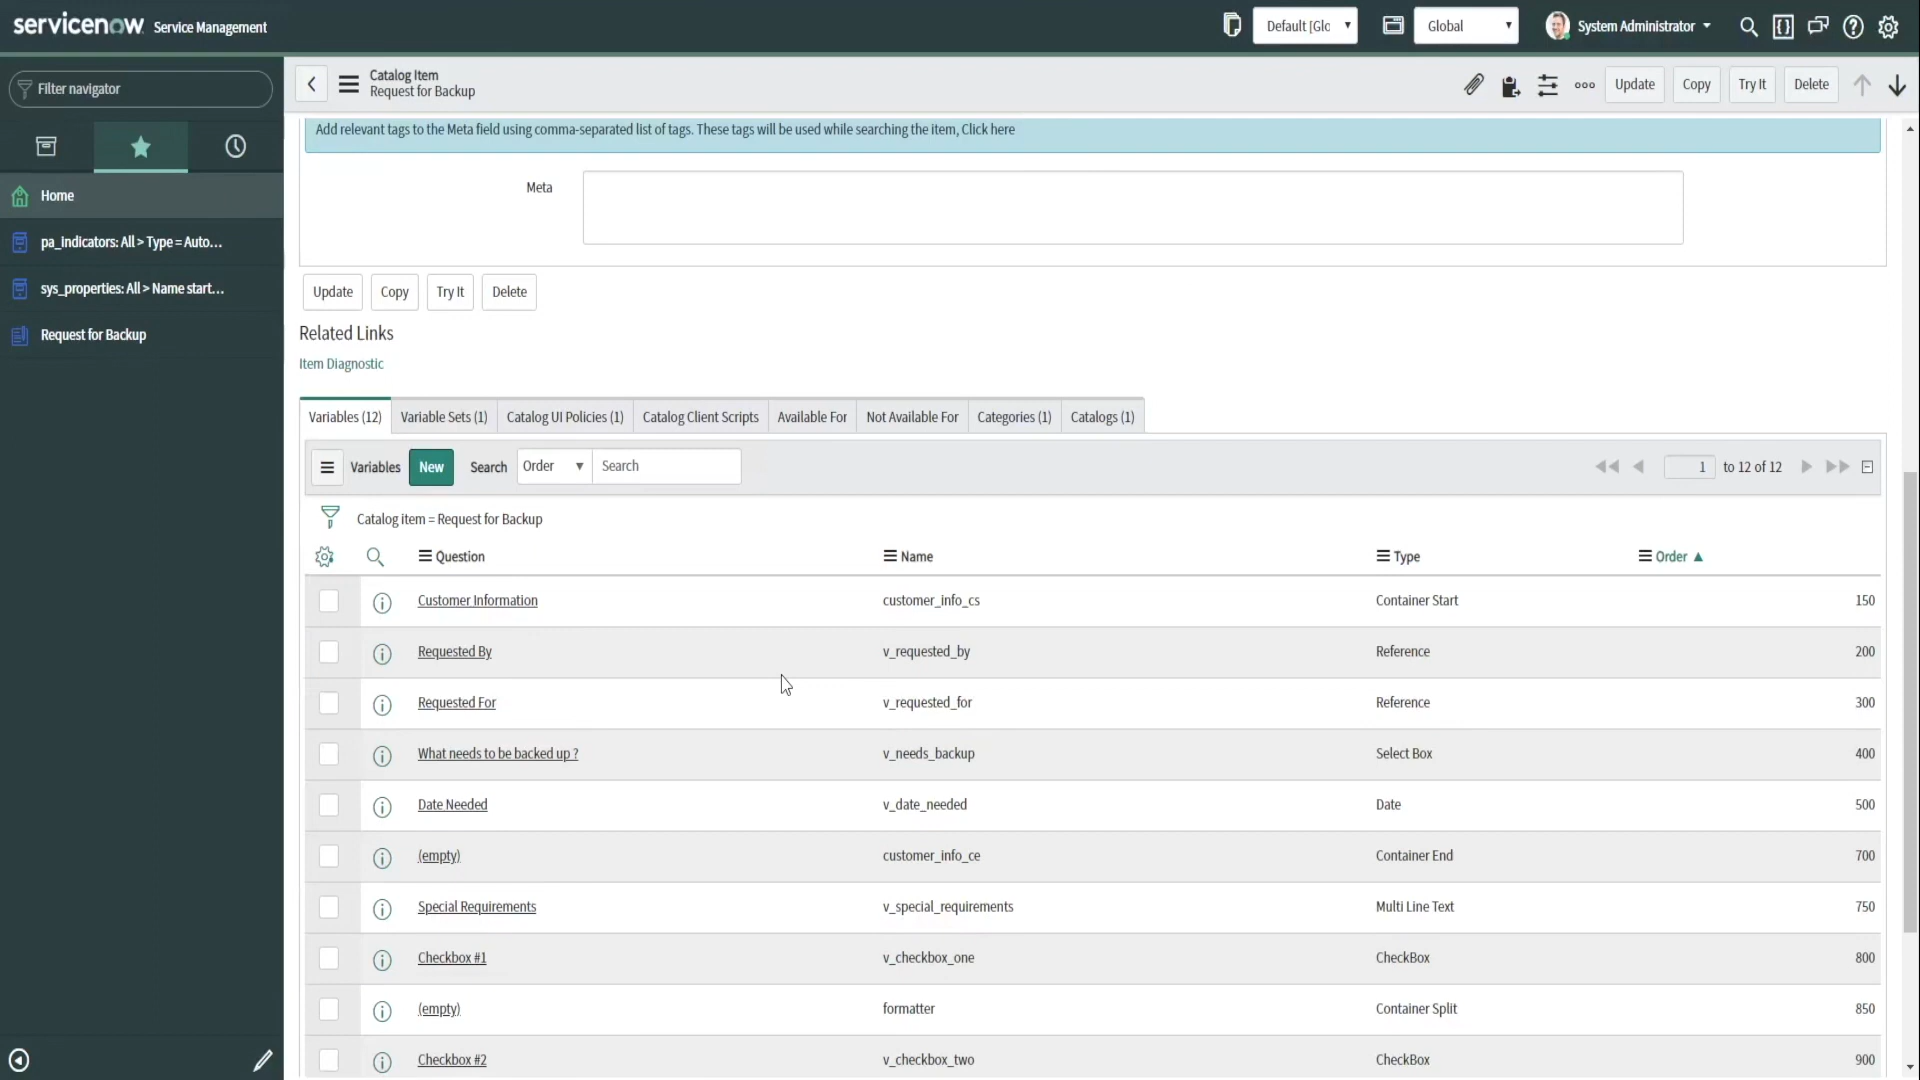 servicenow Service Management
Default [Glc
Global
System Administrator
Filter navigator
Catalog Item
Request for Backup
Update Copy Try It Delete
Home
pa_indicators: All > Type = Auto...
sys_properties: All > Name start...
Request for Backup
Add relevant tags to the Meta field using comma-separated list of tags. These tags will be used while searching the item, Click here
Meta
Update Copy Try It Delete
Related Links
Item Diagnostic
Variables (12) Variable Sets (1) Catalog UI Policies (1) Catalog Client Scripts Available For Not Available For Categories (1) Catalogs (1)
Variables New Search Order Search 1 to 12 of 12
Catalog item = Request for Backup
Question Name Type Order
Customer Information customer_info_cs Container Start 150
Requested By v_requested_by Reference 200
Requested For v_requested_for Reference 300
What needs to be backed up ? v_needs_backup Select Box 400
Date Needed v_date_needed Date 500
(empty) customer_info_ce Container End 700
Special Requirements v_special_requirements Multi Line Text 750
Checkbox #1 v_checkbox_one CheckBox 800
(empty) formatter Container Split 850
Checkbox #2 v_checkbox_two CheckBox 900